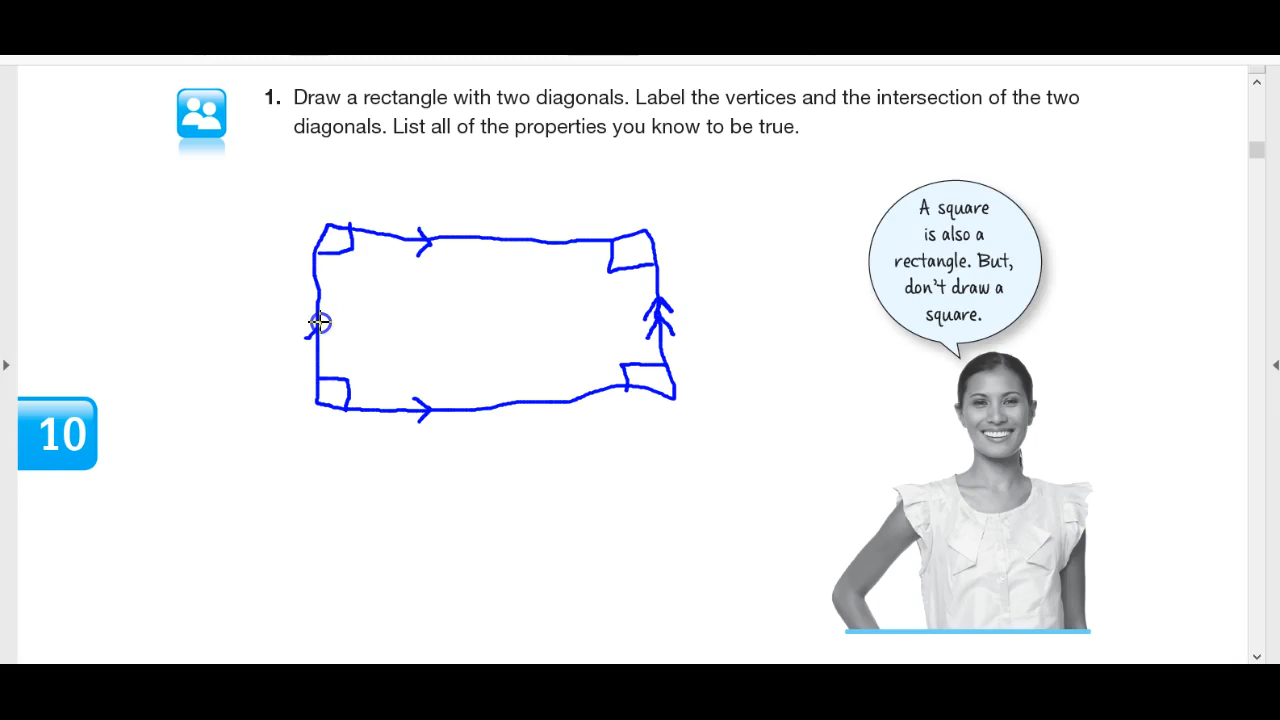 1. Draw a rectangle with two diagonals. Label the vertices and the intersection of the two
diagonals. List all of the properties you know to be true.
A square
is also a
rectangle. But,
don't draw a
square.
10